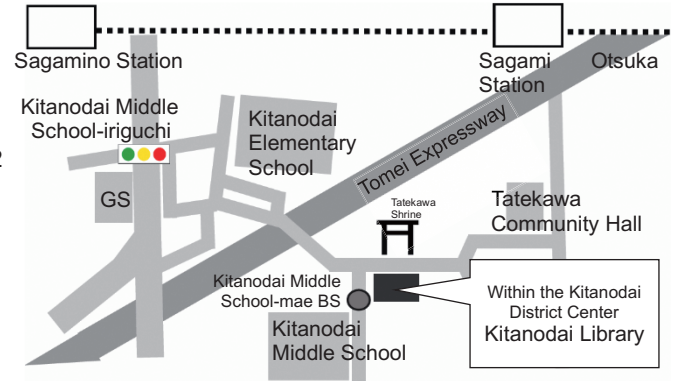 Sagamino Station
Sagami
Station
Otsuka
Kitanodai Middle
School-iriguchi
Kitanodai
Elementary
School
Tomei Expressway
2
GS
Tatekawa
Shrine
Tatekawa
Community Hall
Kitanodai Middle
School-mae BS
Within the Kitanodai
District Center
Kitanodai Library
Kitanodai
Middle School